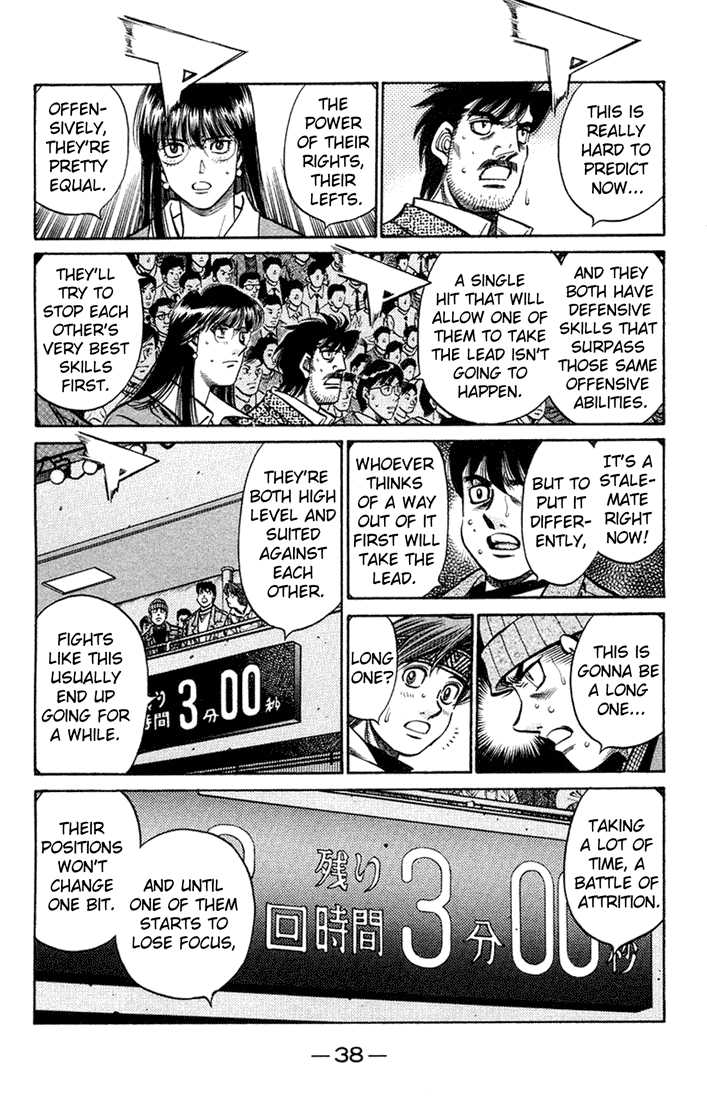 THIS IS
REALLY
HARD TO
PREDICT
NOW...
THE
POWER
OF THEIR
RIGHTS,
THEIR
LEFTS.
OFFEN-
SIVELY,
THEY'RE
PRETTY
EQUAL.
AND THEY
BOTH HAVE
DEFENSIVE
SKILLS THAT
SURPASS
THOSE SAME
OFFENSIVE
ABILITIES.
A SINGLE
HIT THAT WILL
ALLOW ONE OF
THEM TO TAKE
THE LEAD ISN'T
GOING TO
HAPPEN.
THEY'LL
TRY TO
STOP EACH
OTHER'S
VERY BEST
SKILLS
FIRST.
IT'S A
STALE-
MATE
RIGHT
NOW!
BUT TO
PUT IT
DIFFER-
ENTLY,
WHOEVER
THINKS
OF A WAY
OUT OF IT
FIRST WILL
TAKE THE
LEAD.
THIS IS
GONNA BE
A LONG
ONE...
LONG
ONE?
THEY'RE
BOTH HIGH
LEVEL AND
SUITED
AGAINST
EACH
OTHER.
FIGHTS
LIKE THIS
USUALLY
END UP
GOING FOR
A WHILE.
残り
時間 3分00秒
TAKING
A LOT OF
TIME, A
BATTLE OF
ATTRITION.
AND UNTIL
ONE OF THEM
STARTS TO
LOSE FOCUS,
THEIR
POSITIONS
WON'T
CHANGE
ONE BIT.
残り
回時間 3分00秒
—38—